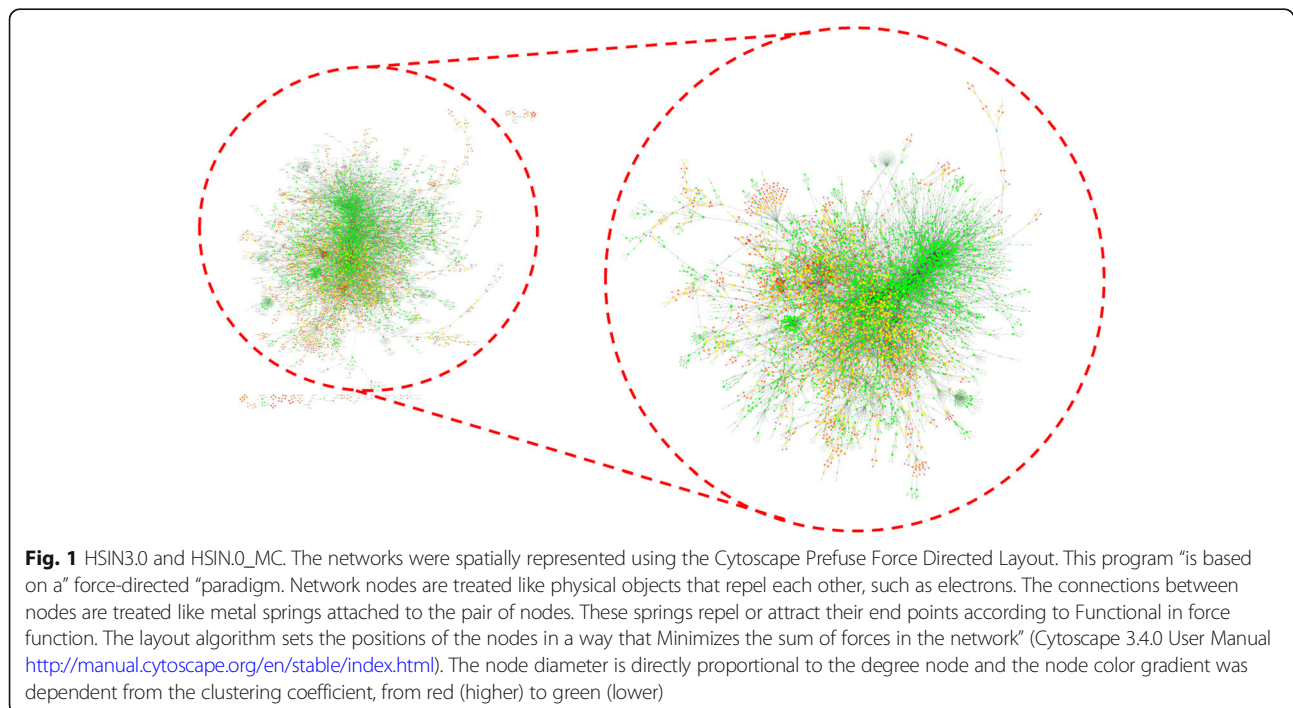 Fig. 1 HSIN3.0 and HSIN.0_MC. The networks were spatially represented using the Cytoscape Prefuse Force Directed Layout. This program “is based
on a” force-directed “paradigm. Network nodes are treated like physical objects that repel each other, such as electrons. The connections between
nodes are treated like metal springs attached to the pair of nodes. These springs repel or attract their end points according to Functional in force
function. The layout algorithm sets the positions of the nodes in a way that Minimizes the sum of forces in the network” (Cytoscape 3.4.0 User Manual
http://manual.cytoscape.org/en/stable/index.html). The node diameter is directly proportional to the degree node and the node color gradient was
dependent from the clustering coefficient, from red (higher) to green (lower)